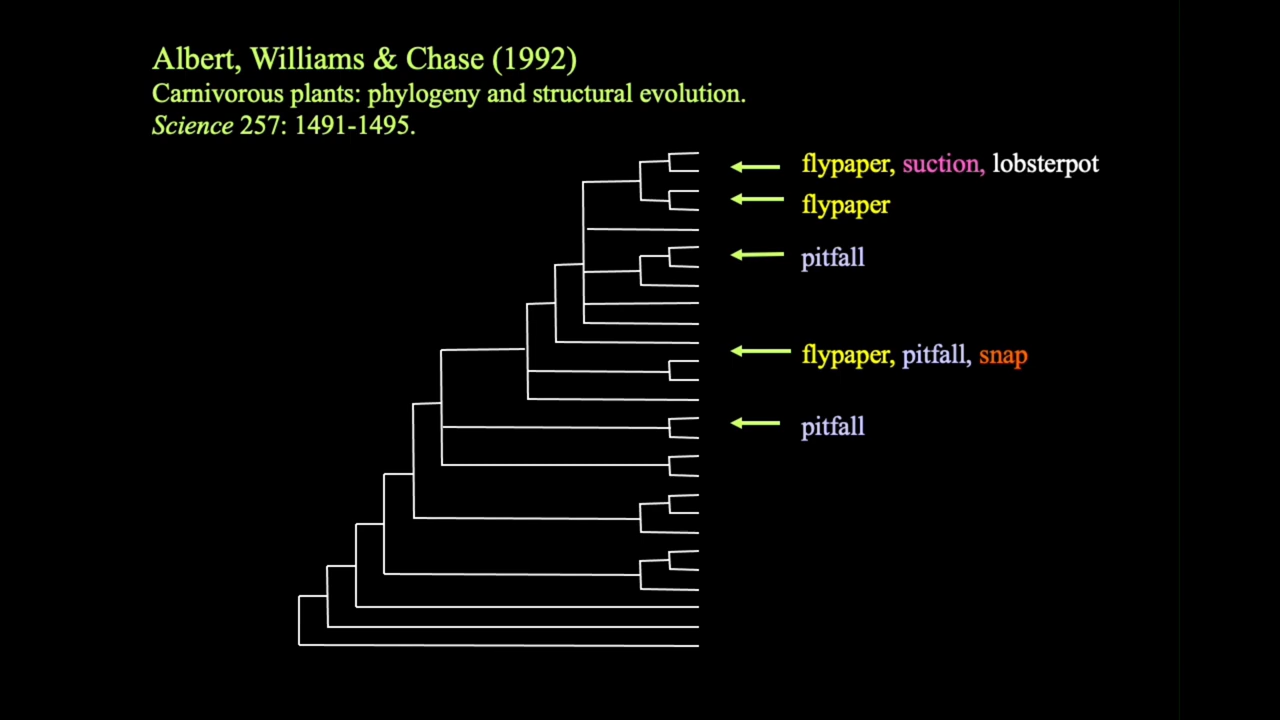 Albert, Williams & Chase (1992)
Carnivorous plants: phylogeny and structural evolution.
Science 257: 1491-1495.
flypaper, suction, lobsterpot
flypaper
pitfall
flypaper, pitfall, snap
pitfall